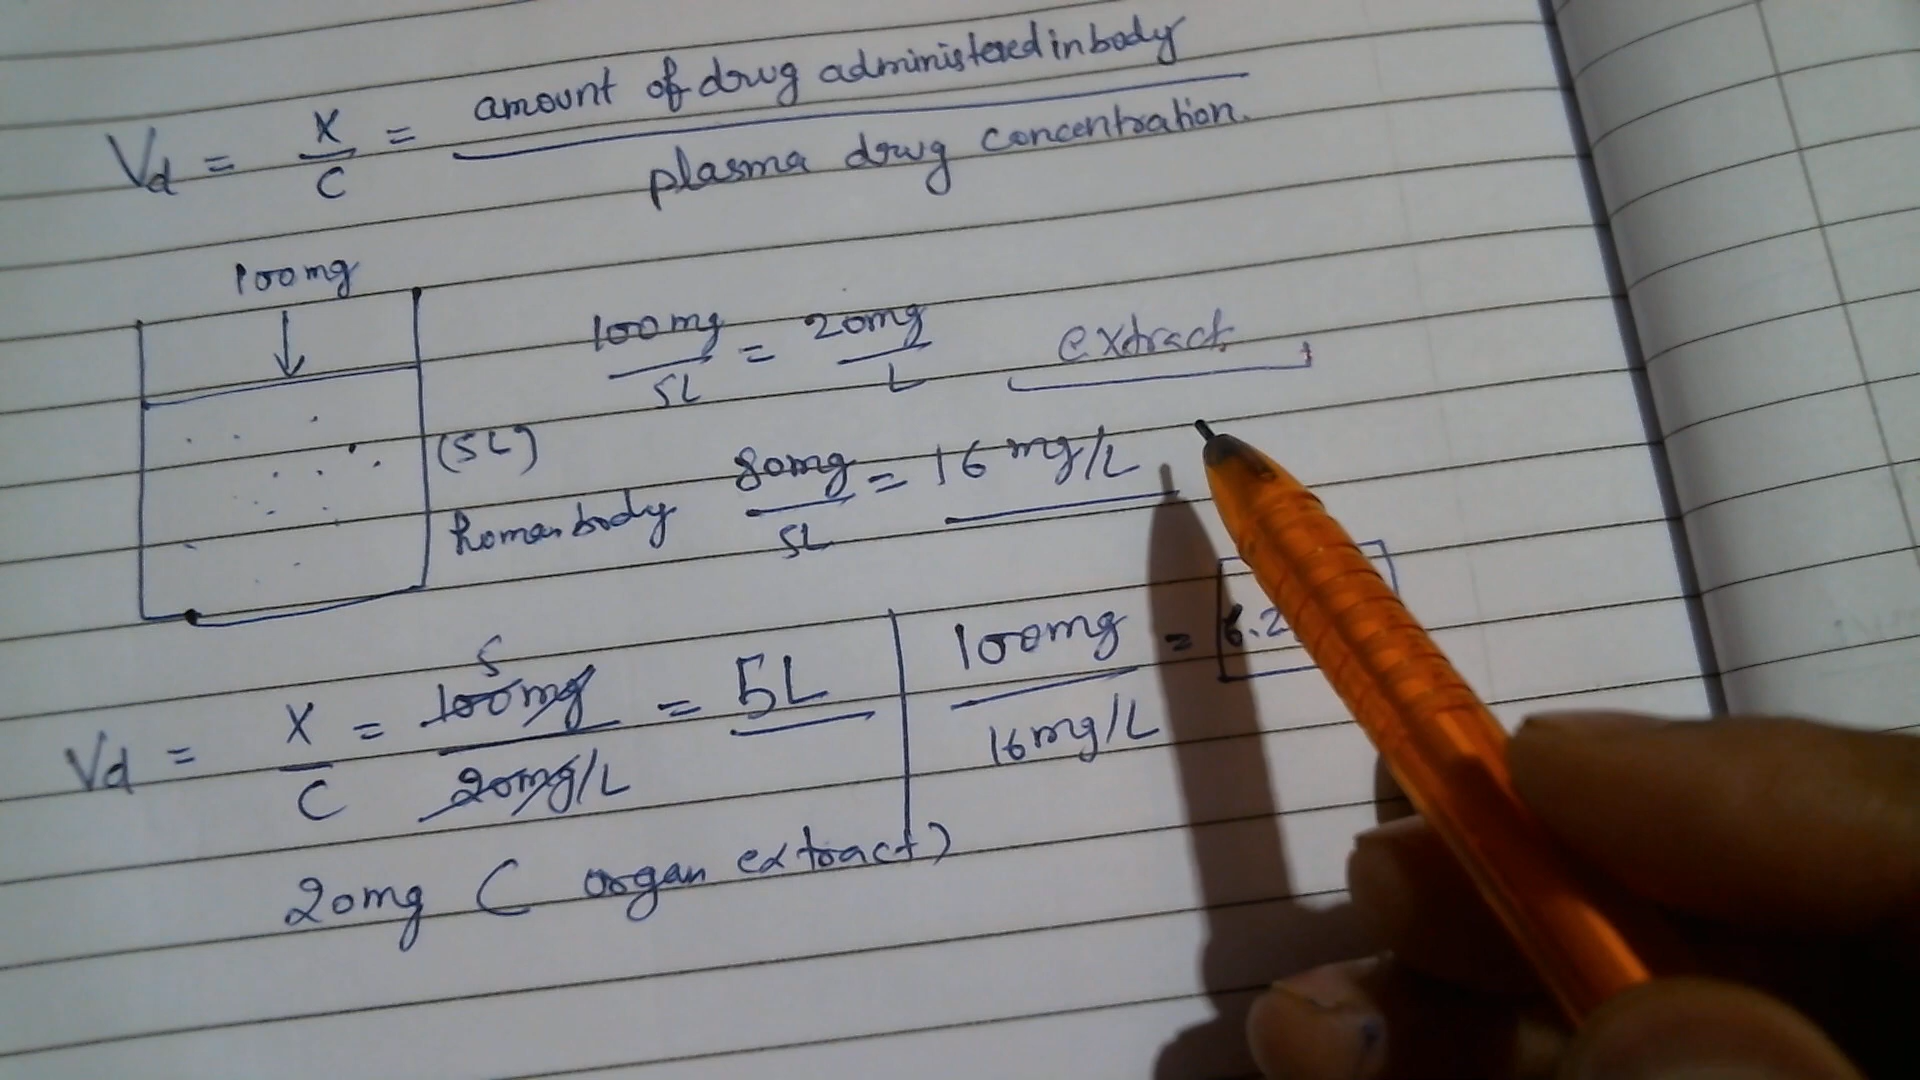 Vd = X/C = amount of drug administered in body / plasma drug concentration.
100mg
100mg/5L = 20mg/L extract
(5L)
human body 80mg/5L = 16 mg/L
Vd = X/C = 5 100mg/20mg/L = 5L
100mg/16mg/L = 6.2
20mg (organ extract)